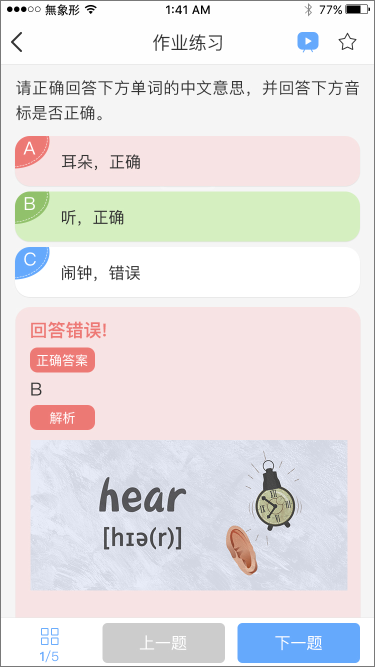 無象形 1:41 AM 77%
作业练习
请正确回答下方单词的中文意思，并回答下方音
标是否正确。
A
耳朵，正确
B
听，正确
C
闹钟，错误
回答错误!
正确答案
B
解析
hear
[hɪə(r)]
1/5
上一题
下一题